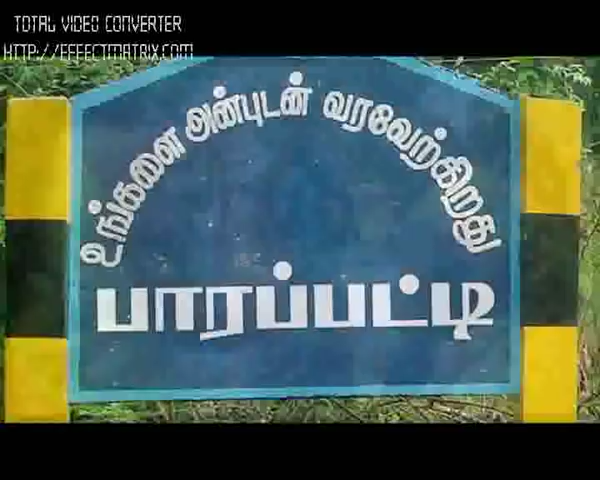 TOTAL VIDEO CONVERTER
HTTP://EFFECTMATRIX.COM
உங்களை அன்புடன் வரவேற்கிறது
பாரப்பட்டி